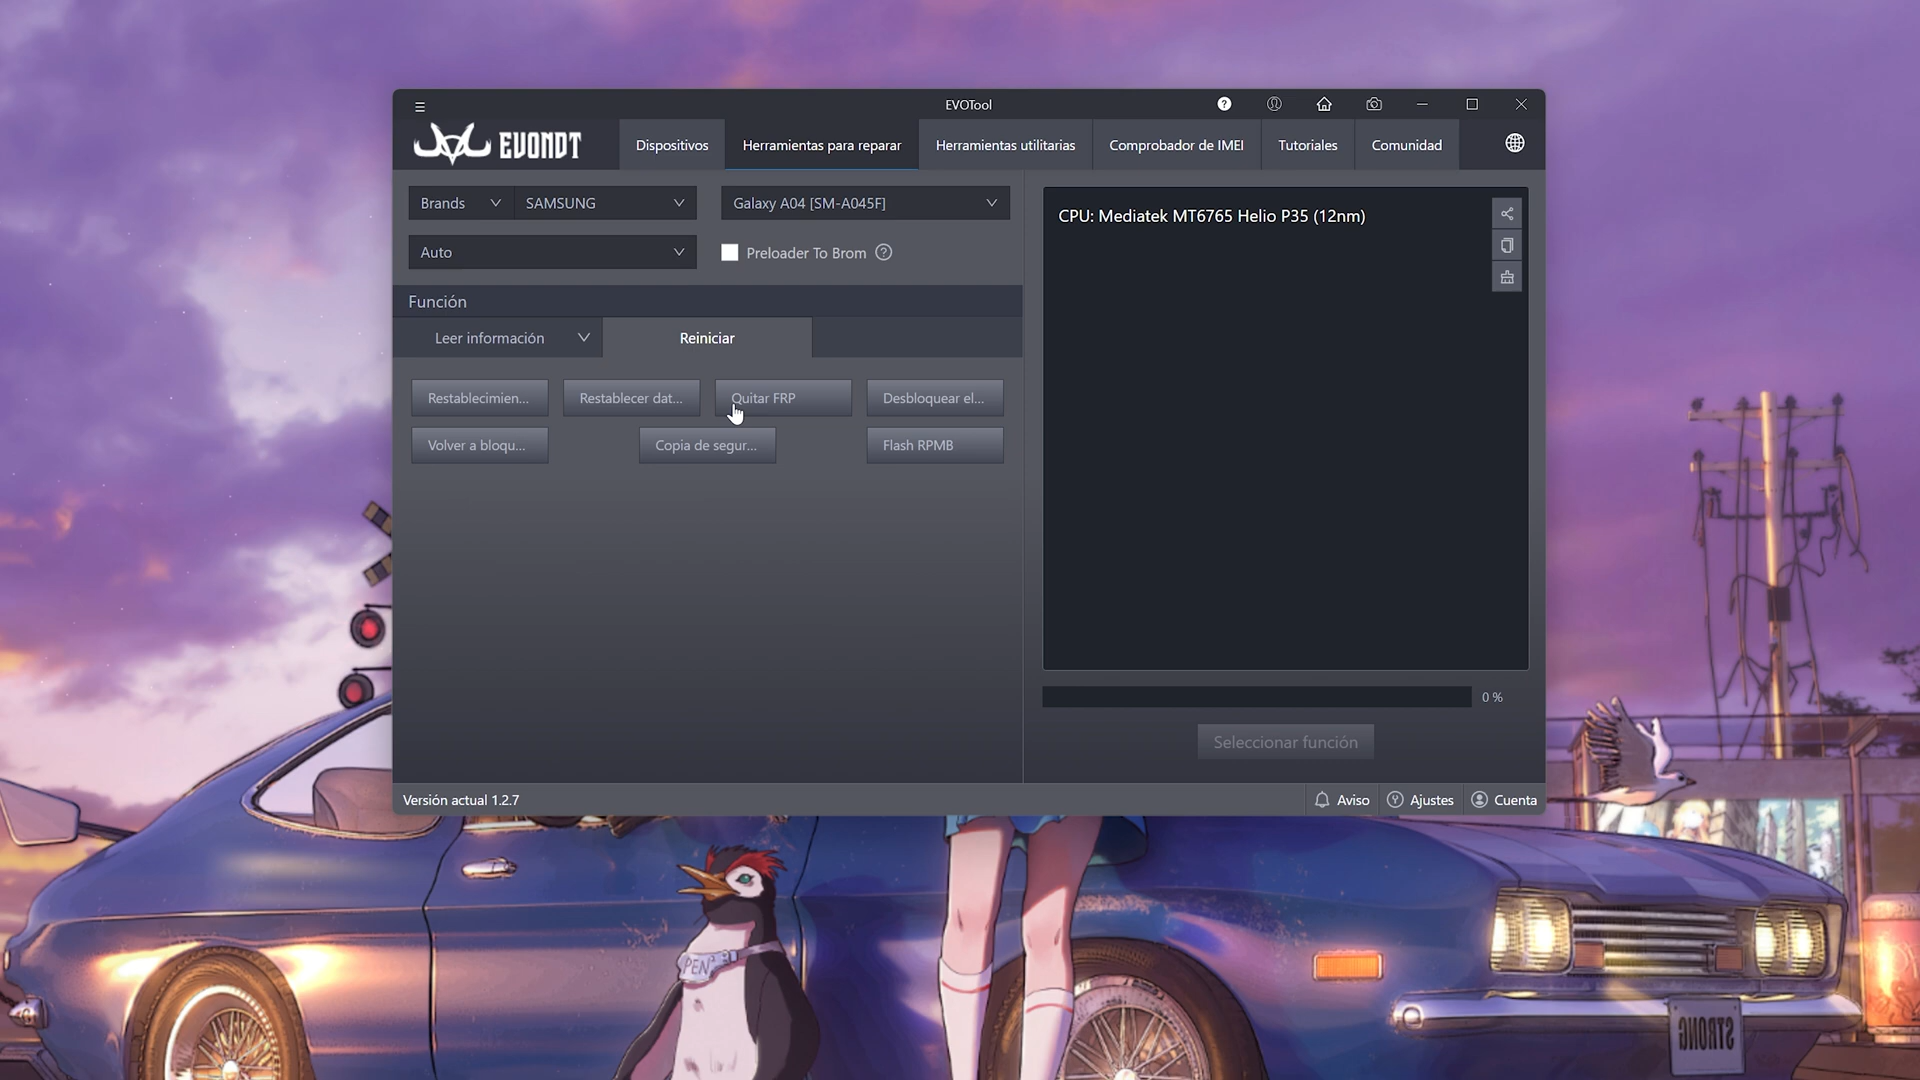 EVOTool
EVONDT
Dispositivos
Herramientas para reparar
Herramientas utilitarias
Comprobador de IMEI
Tutoriales
Comunidad
Brands
SAMSUNG
Galaxy A04 [SM-A045F]
Auto
Preloader To Brom
Función
Leer información
Reiniciar
Restablecimien...
Restablecer dat...
Quitar FRP
Desbloquear el...
Volver a bloqu...
Copia de segur...
Flash RPMB
CPU: Mediatek MT6765 Helio P35 (12nm)
0 %
Seleccionar función
Versión actual 1.2.7
Aviso
Ajustes
Cuenta
PEN²
STRONG